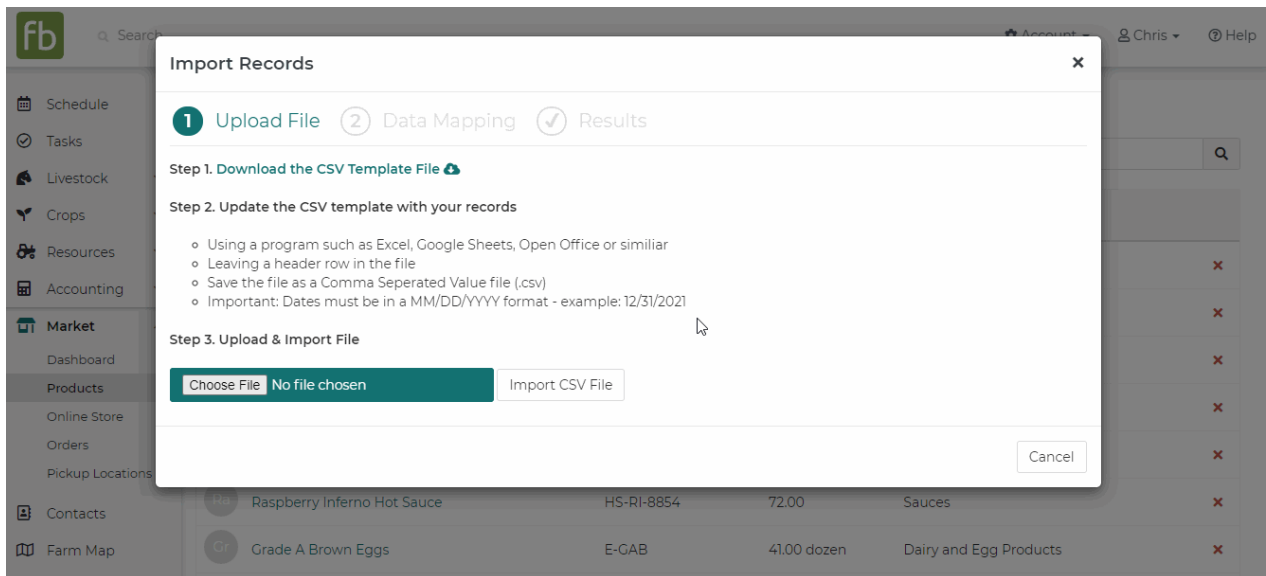 fb
Search
Account
Chris
Help
Import Records
1 Upload File 2 Data Mapping Results
Step 1. Download the CSV Template File
Step 2. Update the CSV template with your records
Using a program such as Excel, Google Sheets, Open Office or similiar
Leaving a header row in the file
Save the file as a Comma Seperated Value file (.csv)
Important: Dates must be in a MM/DD/YYYY format - example: 12/31/2021
Step 3. Upload & Import File
Choose File No file chosen
Import CSV File
Cancel
Schedule
Tasks
Livestock
Crops
Resources
Accounting
Market
Dashboard
Products
Online Store
Orders
Pickup Locations
Contacts
Farm Map
Ra Raspberry Inferno Hot Sauce HS-RI-8854 72.00 Sauces
Gr Grade A Brown Eggs E-GAB 41.00 dozen Dairy and Egg Products